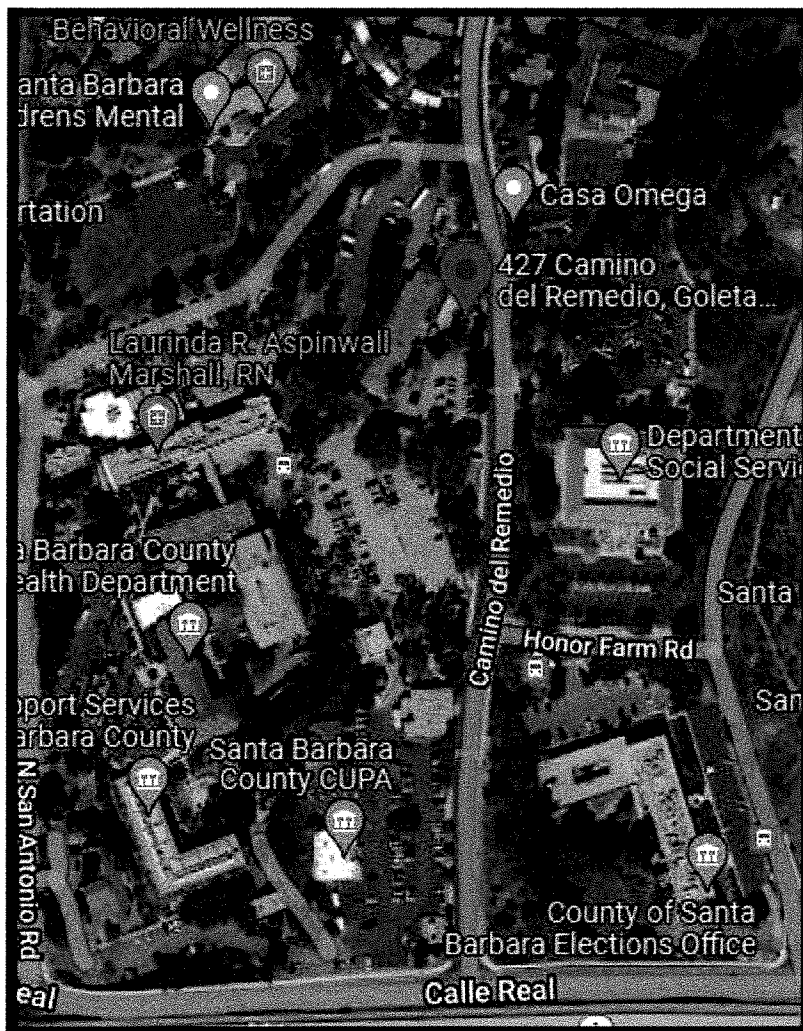 Behavioral Wellness
anta Barbara
drens Mental
Casa Omega
rtation
427 Camino
del Remedio, Goleta...
Laurinda R. Aspinwall
Marshall, RN
Department
Social Servi
Camino del Remedio
a Barbara County
ealth Department
Santa
Honor Farm Rd
pport Services
arbara County
San
Santa Barbara
County CUPA
N San Antonio Rd
County of Santa
Barbara Elections Office
eal
Calle Real